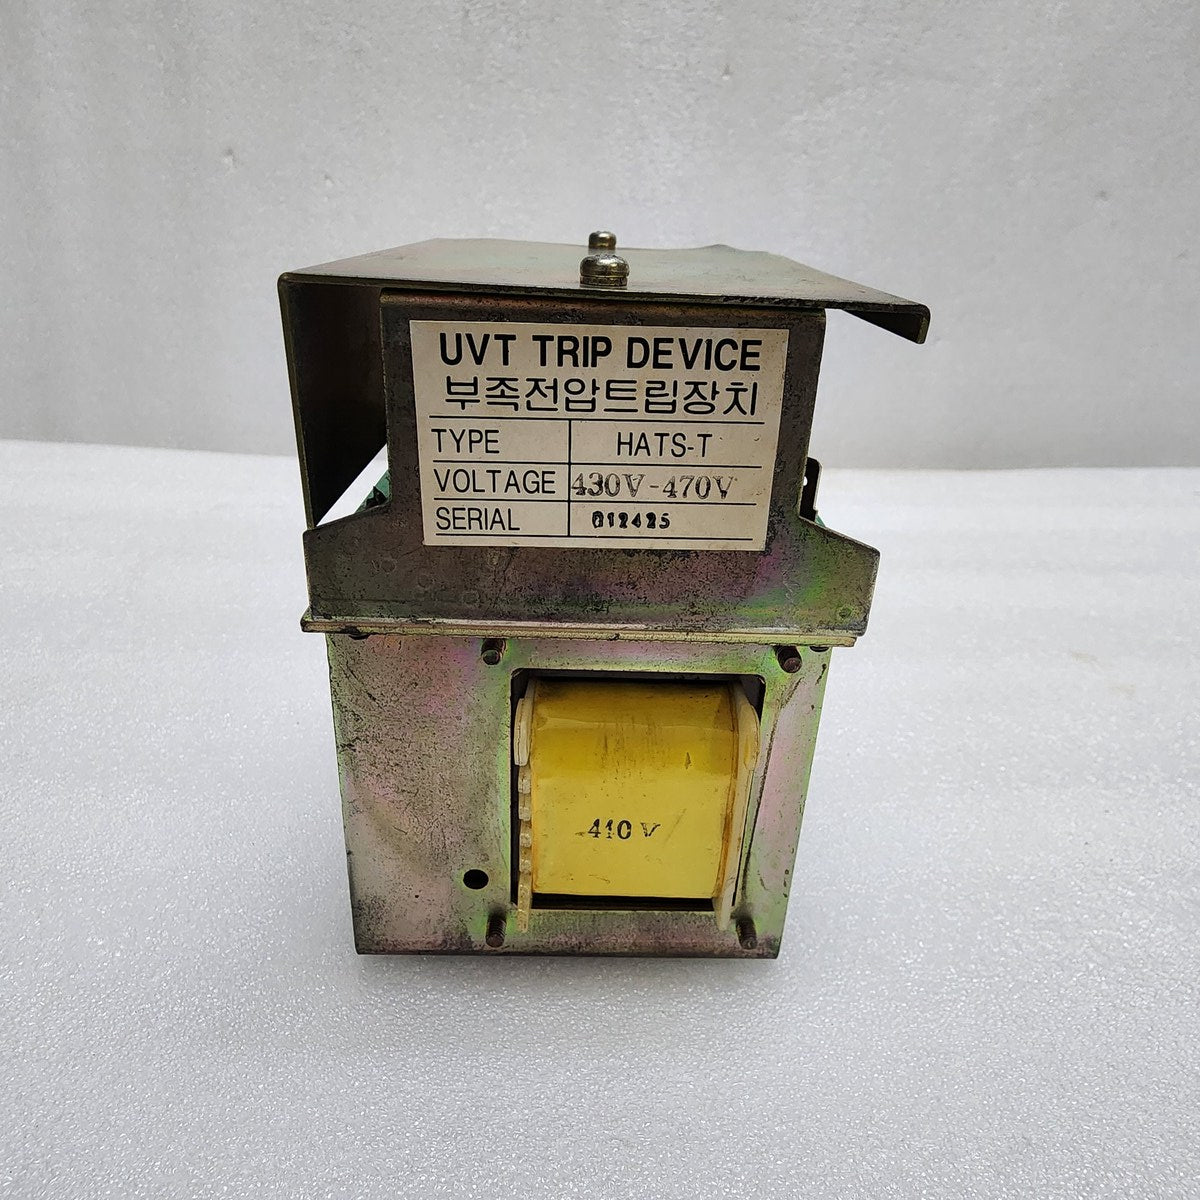 UVT TRIP DEVICE
부족전압트립장치
TYPE HATS-T
VOLTAGE 430V-470V
SERIAL 012425
410V